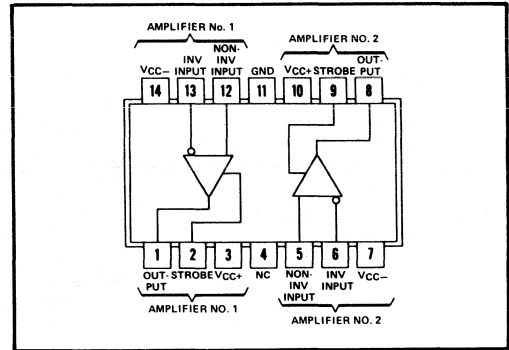 AMPLIFIER No. 1
AMPLIFIER NO. 2
VCC−
INV INPUT
NON-INV INPUT
GND
VCC+
STROBE
OUT-PUT
14 13 12 11 10 9 8
1 2 3 4 5 6 7
OUT-PUT
STROBE
VCC+
NC
NON-INV INPUT
INV INPUT
VCC−
AMPLIFIER NO. 1
AMPLIFIER NO. 2